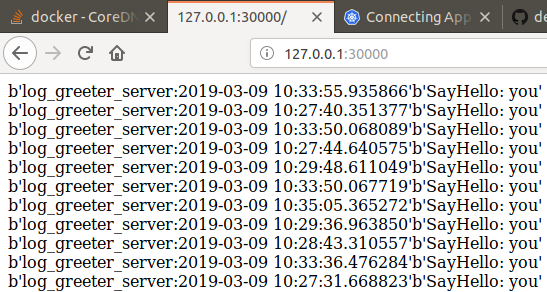 docker - CoreDN
127.0.0.1:30000/
Connecting App
de
127.0.0.1:30000
b'log_greeter_server:2019-03-09 10:33:55.935866'b'SayHello: you'
b'log_greeter_server:2019-03-09 10:27:40.351377'b'SayHello: you'
b'log_greeter_server:2019-03-09 10:33:50.068089'b'SayHello: you'
b'log_greeter_server:2019-03-09 10:27:44.640575'b'SayHello: you'
b'log_greeter_server:2019-03-09 10:29:48.611049'b'SayHello: you'
b'log_greeter_server:2019-03-09 10:33:50.067719'b'SayHello: you'
b'log_greeter_server:2019-03-09 10:35:05.365272'b'SayHello: you'
b'log_greeter_server:2019-03-09 10:29:36.963850'b'SayHello: you'
b'log_greeter_server:2019-03-09 10:28:43.310557'b'SayHello: you'
b'log_greeter_server:2019-03-09 10:33:36.476284'b'SayHello: you'
b'log_greeter_server:2019-03-09 10:27:31.668823'b'SayHello: you'